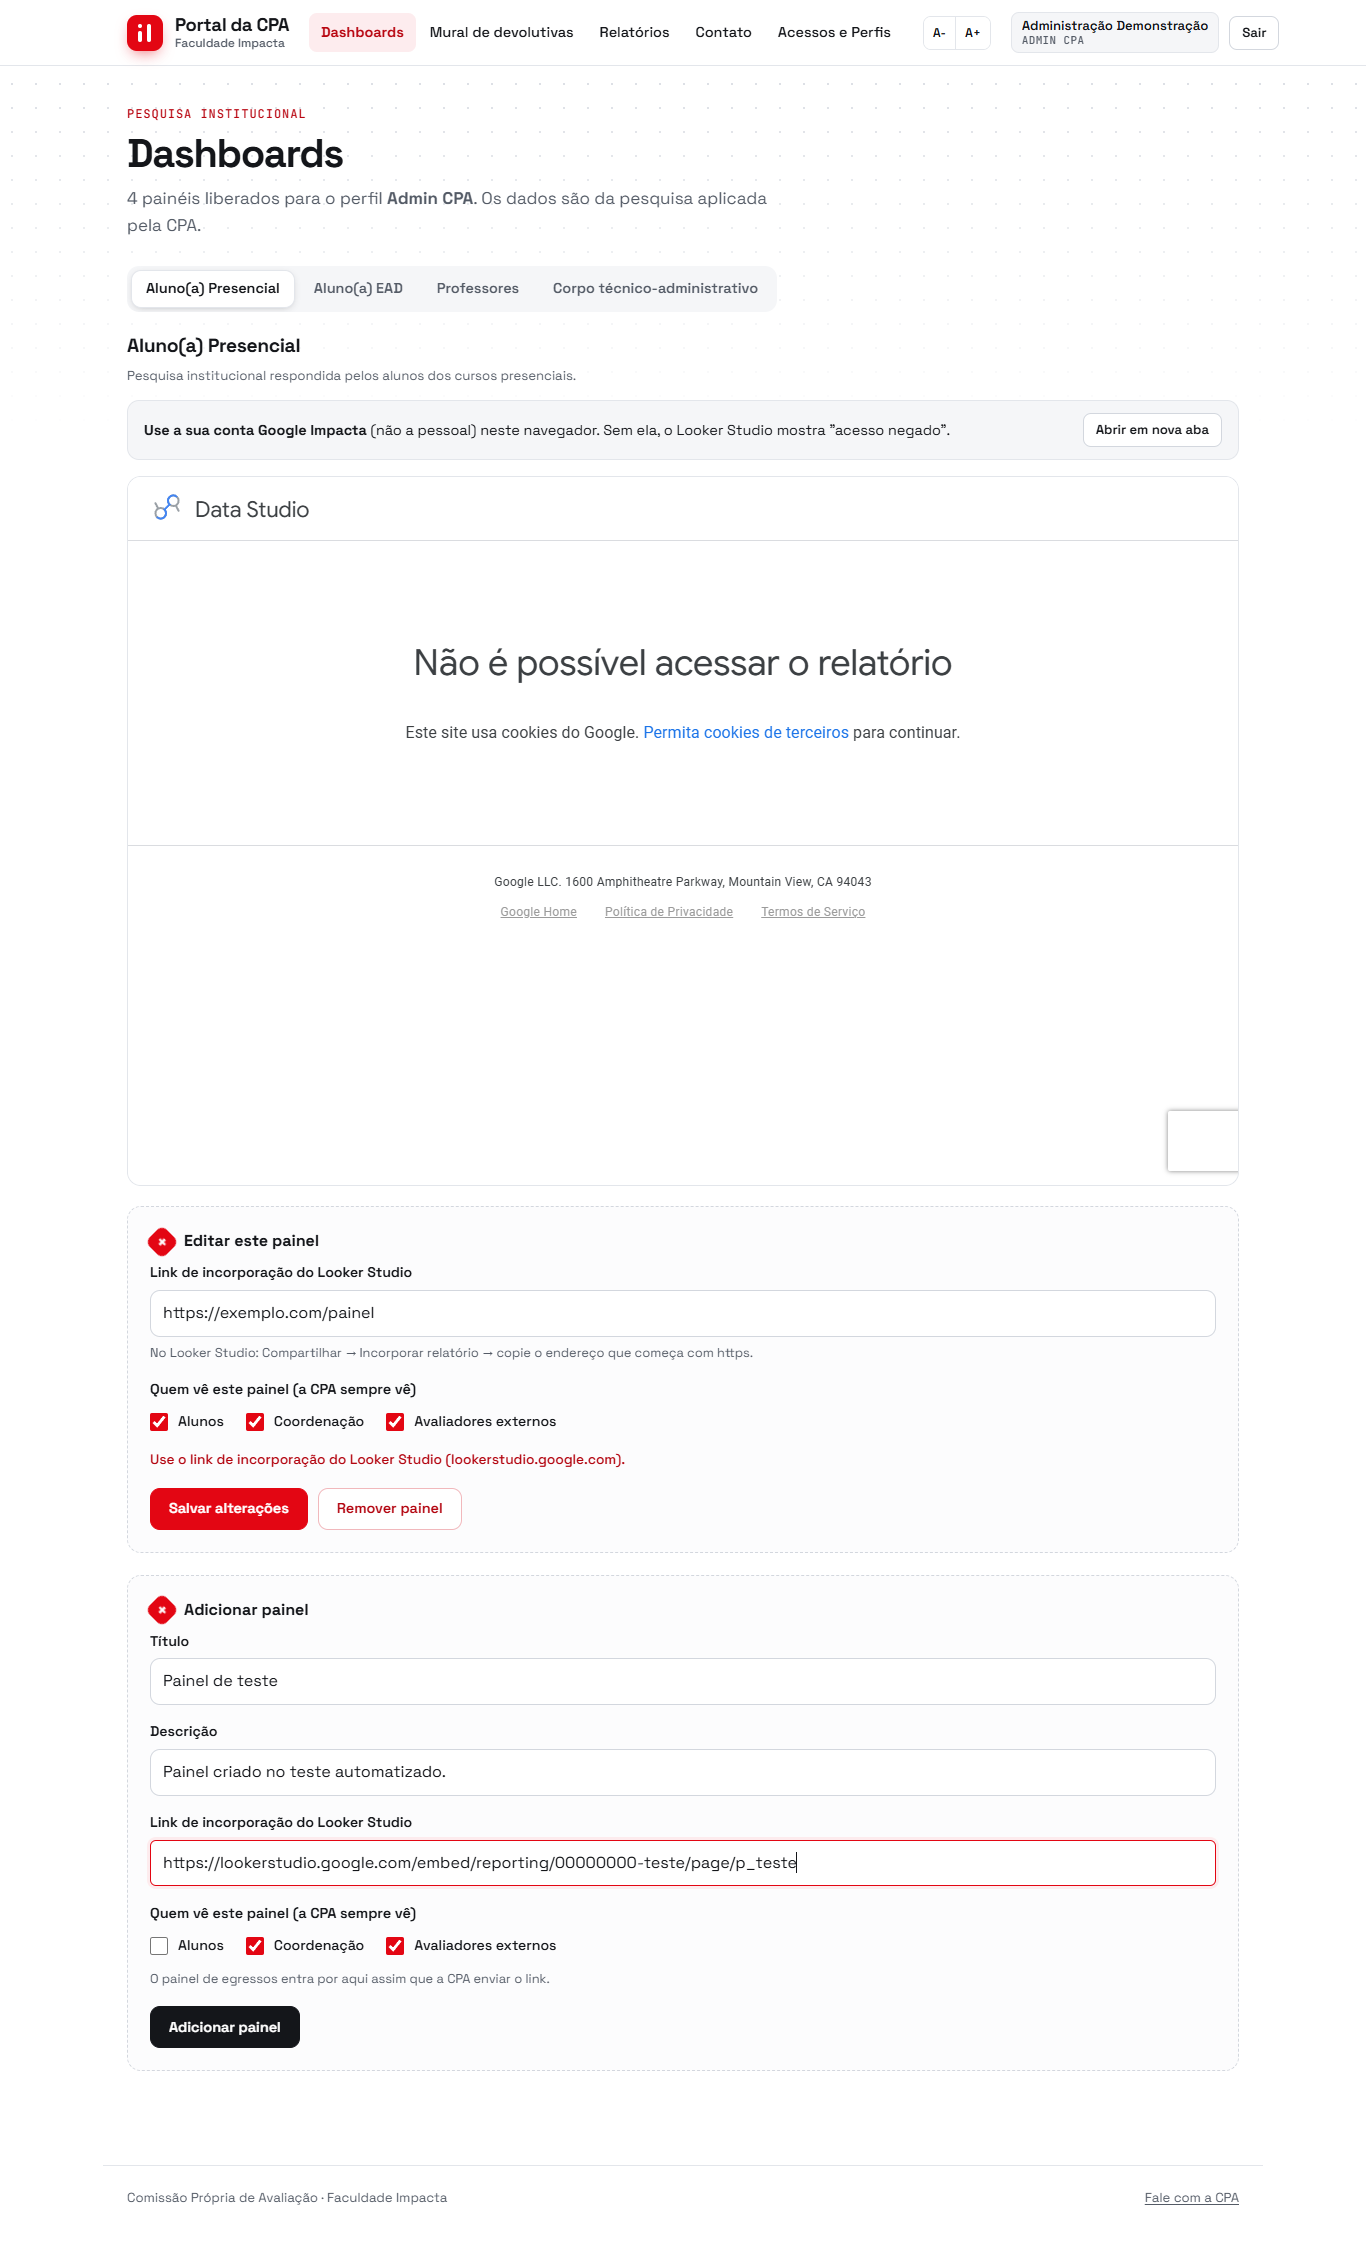 Portal da CPA
Faculdade Impacta
Dashboards
Mural de devolutivas
Relatórios
Contato
Acessos e Perfis
A-
A+
Administração Demonstração
ADMIN CPA
Sair
PESQUISA INSTITUCIONAL
Dashboards
4 painéis liberados para o perfil Admin CPA. Os dados são da pesquisa aplicada
pela CPA.
Aluno(a) Presencial
Aluno(a) EAD
Professores
Corpo técnico-administrativo
Aluno(a) Presencial
Pesquisa institucional respondida pelos alunos dos cursos presenciais.
Use a sua conta Google Impacta (não a pessoal) neste navegador. Sem ela, o Looker Studio mostra "acesso negado".
Abrir em nova aba
Data Studio
Não é possível acessar o relatório
Este site usa cookies do Google. Permita cookies de terceiros para continuar.
Google LLC. 1600 Amphitheatre Parkway, Mountain View, CA 94043
Google Home
Política de Privacidade
Termos de Serviço
Editar este painel
Link de incorporação do Looker Studio
https://exemplo.com/painel
No Looker Studio: Compartilhar → Incorporar relatório → copie o endereço que começa com https.
Quem vê este painel (a CPA sempre vê)
Alunos
Coordenação
Avaliadores externos
Use o link de incorporação do Looker Studio (lookerstudio.google.com).
Salvar alterações
Remover painel
Adicionar painel
Título
Painel de teste
Descrição
Painel criado no teste automatizado.
Link de incorporação do Looker Studio
https://lookerstudio.google.com/embed/reporting/00000000-teste/page/p_teste
Quem vê este painel (a CPA sempre vê)
Alunos
Coordenação
Avaliadores externos
O painel de egressos entra por aqui assim que a CPA enviar o link.
Adicionar painel
Comissão Própria de Avaliação · Faculdade Impacta
Fale com a CPA